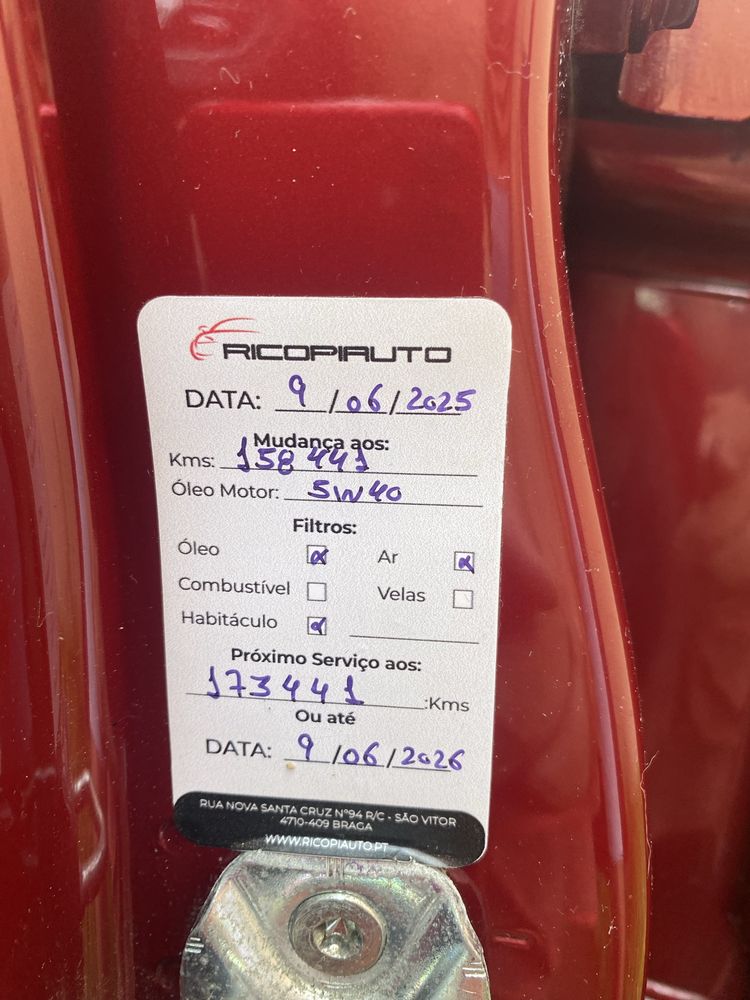 RICOPIAUTO
DATA: 9 / 06 / 2025
Mudança aos:
Kms: 158441
Óleo Motor: 5W40
Filtros:
Óleo Ar
Combustível Velas
Habitáculo
Próximo Serviço aos:
173441 :Kms
Ou até
DATA: 9 / 06 / 2026
RUA NOVA SANTA CRUZ Nº94 R/C - SÃO VITOR
4710-409 BRAGA
WWW.RICOPIAUTO.PT